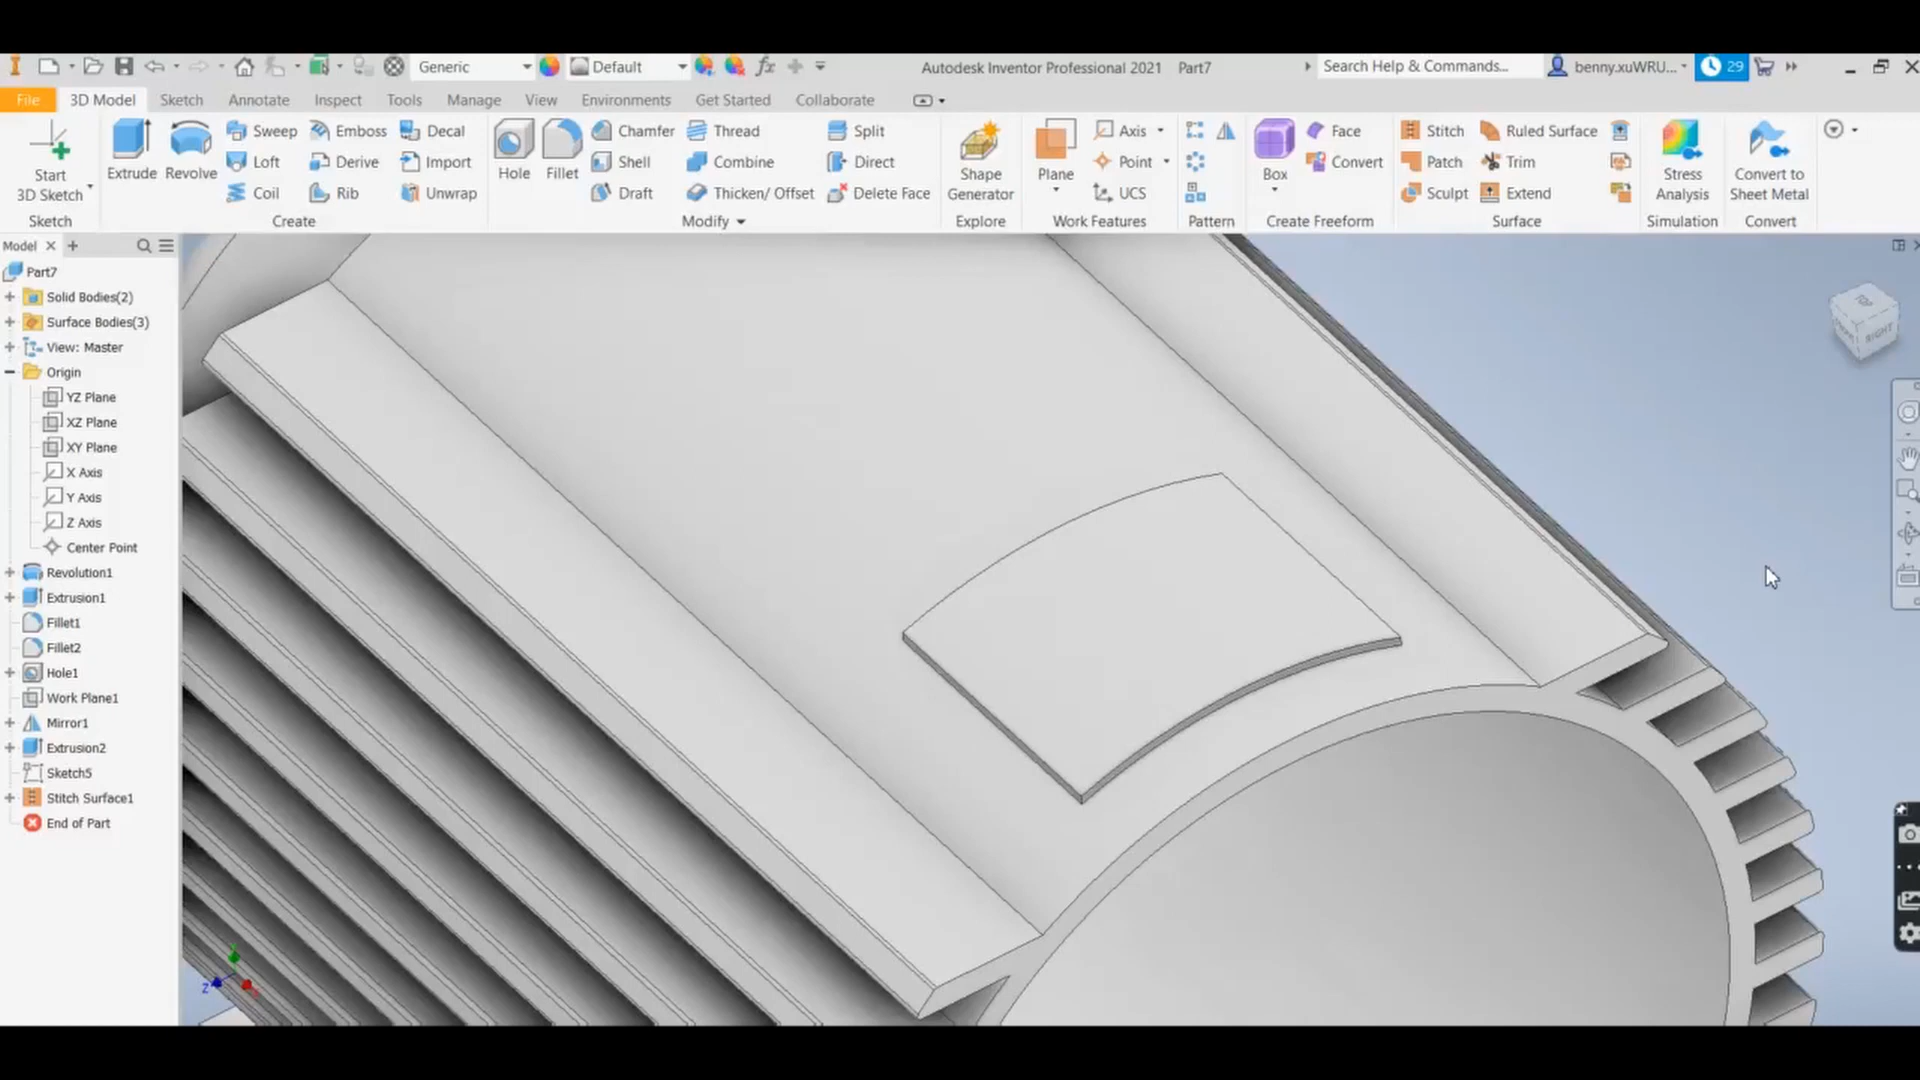 Generic
Default
Autodesk Inventor Professional 2021 Part7
Search Help & Commands...
benny.xuWRU...
29
File 3D Model Sketch Annotate Inspect Tools Manage View Environments Get Started Collaborate
Start
3D Sketch
Sketch
Extrude
Revolve
Sweep
Loft
Coil
Emboss
Derive
Rib
Decal
Import
Unwrap
Create
Hole
Fillet
Chamfer
Shell
Draft
Thread
Combine
Thicken/ Offset
Split
Direct
Delete Face
Modify
Shape
Generator
Explore
Plane
Axis
Point
UCS
Work Features
Pattern
Box
Face
Convert
Create Freeform
Stitch
Patch
Sculpt
Ruled Surface
Trim
Extend
Surface
Stress
Analysis
Simulation
Convert to
Sheet Metal
Convert
Model
Part7
Solid Bodies(2)
Surface Bodies(3)
View: Master
Origin
YZ Plane
XZ Plane
XY Plane
X Axis
Y Axis
Z Axis
Center Point
Revolution1
Extrusion1
Fillet1
Fillet2
Hole1
Work Plane1
Mirror1
Extrusion2
Sketch5
Stitch Surface1
End of Part
TOP
RIGHT
Z